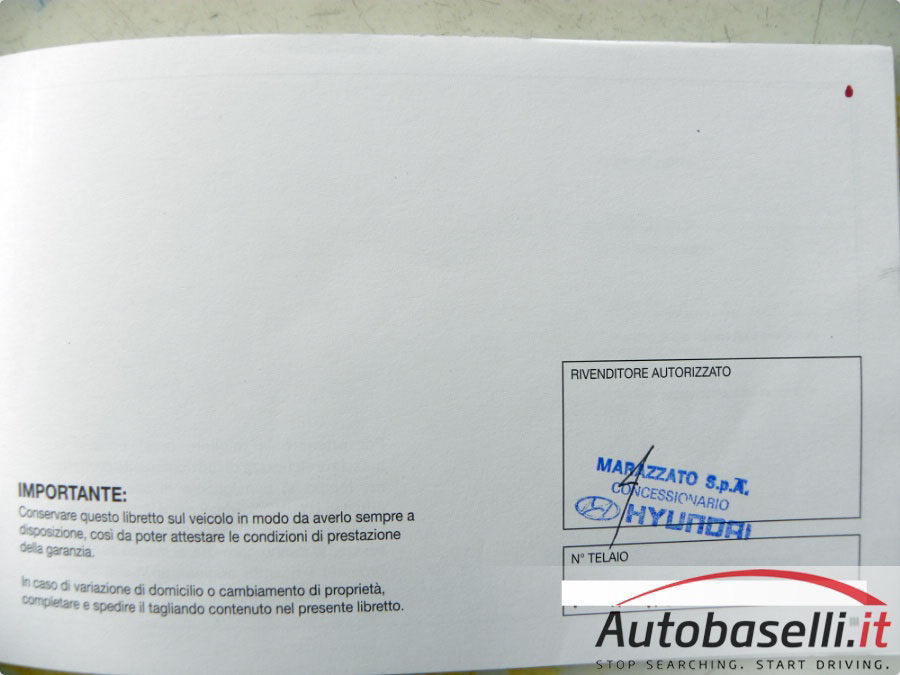 RIVENDITORE AUTORIZZATO
MARAZZATO S.p.A.
CONCESSIONARIO
HYUNDAI
N° TELAIO
IMPORTANTE:
Conservare questo libretto sul veicolo in modo da averlo sempre a
disposizione, così da poter attestare le condizioni di prestazione
della garanzia.
In caso di variazione di domicilio o cambiamento di proprietà,
completare e spedire il tagliando contenuto nel presente libretto.
Autobaselli.it
STOP SEARCHING. START DRIVING.